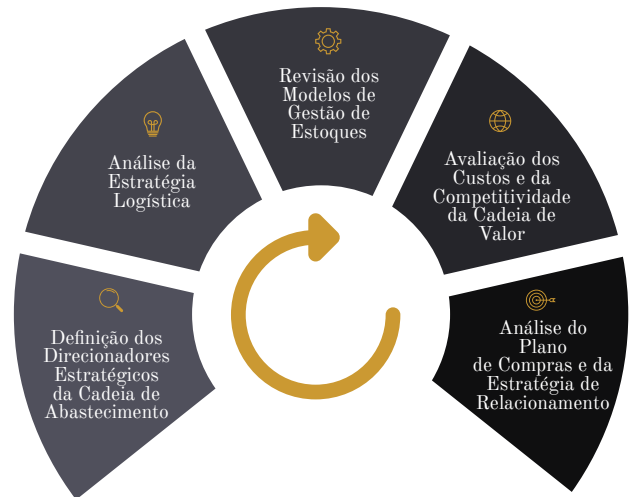 Definição dos
Direcionadores
Estratégicos
da Cadeia de
Abastecimento
Análise da
Estratégia
Logística
Revisão dos
Modelos de
Gestão de
Estoques
Avaliação dos
Custos e da
Competitividade
da Cadeia de
Valor
Análise do
Plano
de Compras e da
Estratégia de
Relacionamento